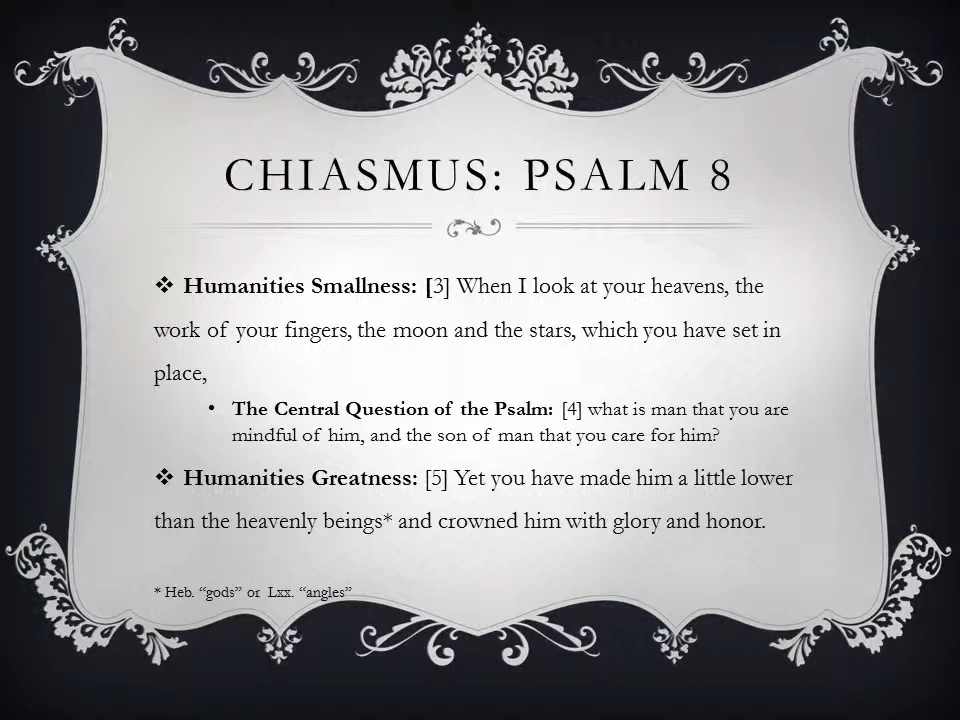 CHIASMUS: PSALM 8
❖ Humanities Smallness: [3] When I look at your heavens, the
work of your fingers, the moon and the stars, which you have set in
place,
• The Central Question of the Psalm: [4] what is man that you are
mindful of him, and the son of man that you care for him?
❖ Humanities Greatness: [5] Yet you have made him a little lower
than the heavenly beings* and crowned him with glory and honor.
* Heb. “gods” or Lxx. “angles”